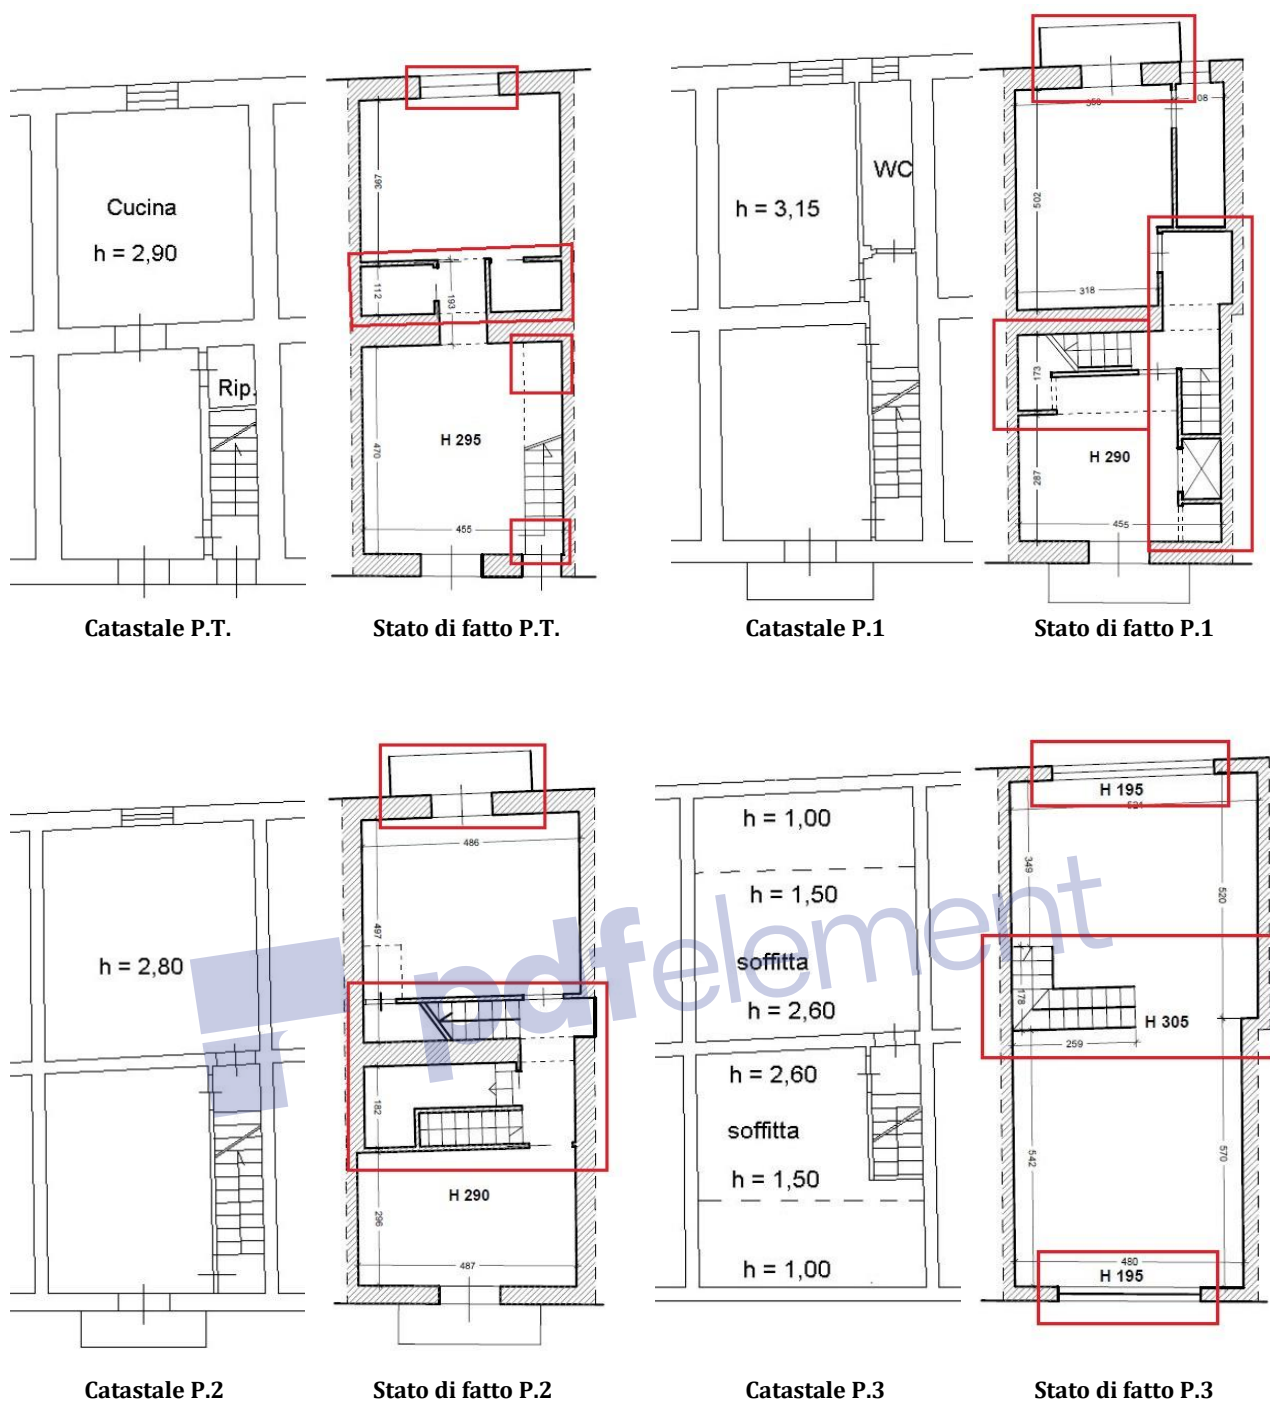 Cucina
h = 2,90
Rip.
367
112
193
H 295
470
455
WC
h = 3,15
350
108
502
318
173
H 290
287
455
Catastale P.T.
Stato di fatto P.T.
Catastale P.1
Stato di fatto P.1
h = 2,80
486
497
182
H 290
296
487
h = 1,00
h = 1,50
soffitta
h = 2,60
h = 2,60
soffitta
h = 1,50
h = 1,00
H 195
349
520
178
H 305
259
542
570
480
H 195
pdfelement
Catastale P.2
Stato di fatto P.2
Catastale P.3
Stato di fatto P.3